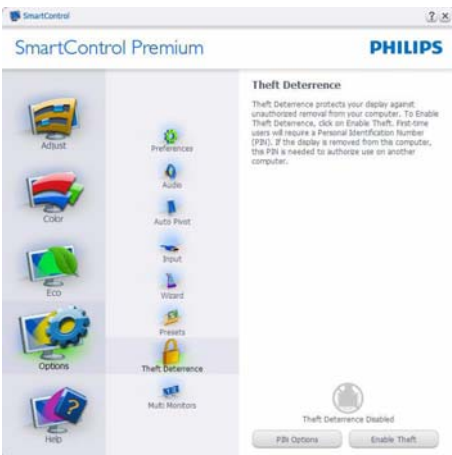 SmartControl
? x
SmartControl Premium
PHILIPS
Adjust
Color
Eco
Options
Help
Preferences
Audio
Auto Pivot
Input
Wizard
Presets
Theft Deterrence
Multi Monitors
Theft Deterrence
Theft Deterrence protects your display against
unauthorized removal from your computer. To Enable
Theft Deterrence, click on Enable Theft. First-time
users will require a Personal Identification Number
(PIN). If the display is removed from this computer,
this PIN is needed to authorize use on another
computer.
Theft Deterrence Disabled
PIN Options
Enable Theft